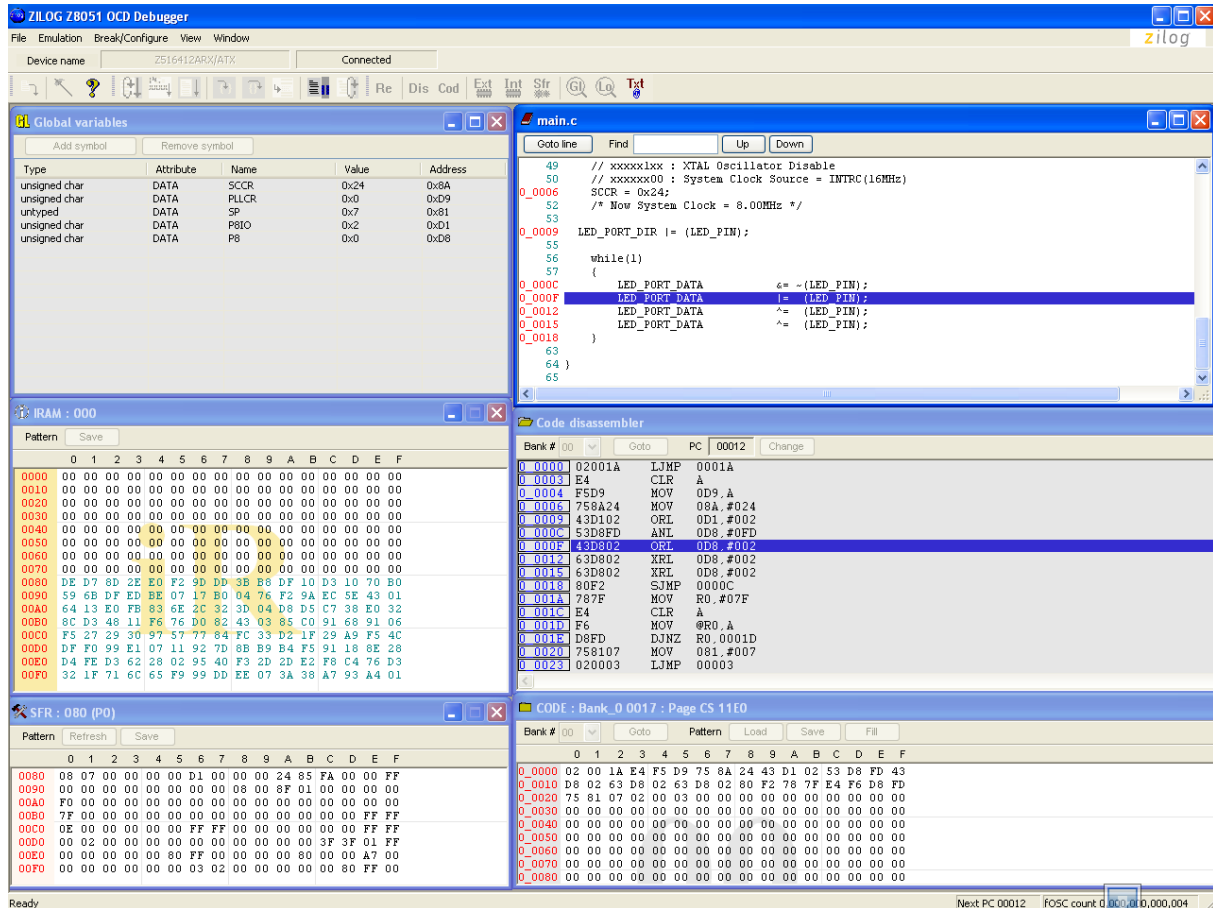 ZILOG Z8051 OCD Debugger
File Emulation Break/Configure View Window
zilog
Device name Z516412ARX/ATX Connected
Re Dis Cod Ext Int Sfr Gl Lo Txt
GL Global variables
Add symbol Remove symbol
Type Attribute Name Value Address
unsigned char DATA SCCR 0x24 0x8A
unsigned char DATA PLLCR 0x0 0xD9
untyped DATA SP 0x7 0x81
unsigned char DATA P8IO 0x2 0xD1
unsigned char DATA P8 0x0 0xD8
main.c
Goto line Find Up Down
49 // xxxxx1xx : XTAL Oscillator Disable
50 // xxxxxx00 : System Clock Source = INTRC(16MHz)
0_0006 SCCR = 0x24;
52 /* Now System Clock = 8.00MHz */
53
0_0009 LED_PORT_DIR |= (LED_PIN);
55
56 while(1)
57 {
0_000C LED_PORT_DATA &= ~(LED_PIN);
0_000F LED_PORT_DATA |= (LED_PIN);
0_0012 LED_PORT_DATA ^= (LED_PIN);
0_0015 LED_PORT_DATA ^= (LED_PIN);
0_0018 }
63
64 }
65
IRAM : 000
Pattern Save
0 1 2 3 4 5 6 7 8 9 A B C D E F
0000 00 00 00 00 00 00 00 00 00 00 00 00 00 00 00 00
0010 00 00 00 00 00 00 00 00 00 00 00 00 00 00 00 00
0020 00 00 00 00 00 00 00 00 00 00 00 00 00 00 00 00
0030 00 00 00 00 00 00 00 00 00 00 00 00 00 00 00 00
0040 00 00 00 00 00 00 00 00 00 00 00 00 00 00 00 00
0050 00 00 00 00 00 00 00 00 00 00 00 00 00 00 00 00
0060 00 00 00 00 00 00 00 00 00 00 00 00 00 00 00 00
0070 00 00 00 00 00 00 00 00 00 00 00 00 00 00 00 00
0080 DE D7 8D 2E E0 F2 9D DD 3B B8 DF 10 D3 10 70 B0
0090 59 6B DF ED BE 07 17 B0 04 76 F2 9A EC 5E 43 01
00A0 64 13 E0 FB 83 6E 2C 32 3D 04 D8 D5 C7 38 E0 32
00B0 8C D3 48 11 F6 76 D0 82 43 03 85 C0 91 68 91 06
00C0 F5 27 29 30 97 57 77 84 FC 33 D2 1F 29 A9 F5 4C
00D0 DF F0 99 E1 07 11 92 7D 8B B9 B4 F5 91 18 8E 28
00E0 D4 FE D3 62 28 02 95 40 F3 2D 2D E2 F8 C4 76 D3
00F0 32 1F 71 6C 65 F9 99 DD EE 07 3A 38 A7 93 A4 01
iR
Code disassembler
Bank # 00 Goto PC 00012 Change
0_0000 02001A LJMP 0001A
0_0003 E4 CLR A
0_0004 F5D9 MOV 0D9,A
0_0006 758A24 MOV 08A,#024
0_0009 43D102 ORL 0D1,#002
0_000C 53D8FD ANL 0D8,#0FD
0_000F 43D802 ORL 0D8,#002
0_0012 63D802 XRL 0D8,#002
0_0015 63D802 XRL 0D8,#002
0_0018 80F2 SJMP 0000C
0_001A 787F MOV R0,#07F
0_001C E4 CLR A
0_001D F6 MOV @R0,A
0_001E D8FD DJNZ R0,0001D
0_0020 758107 MOV 081,#007
0_0023 020003 LJMP 00003
SFR : 080 (P0)
Pattern Refresh Save
0 1 2 3 4 5 6 7 8 9 A B C D E F
0080 08 07 00 00 00 00 D1 00 00 00 24 85 FA 00 00 FF
0090 00 00 00 00 00 00 00 00 08 00 8F 01 00 00 00 00
00A0 F0 00 00 00 00 00 00 00 00 00 00 00 00 00 00 00
00B0 7F 00 00 00 00 00 00 00 00 00 00 00 00 00 FF FF
00C0 0E 00 00 00 00 00 FF FF 00 00 00 00 00 00 FF FF
00D0 00 02 00 00 00 00 00 00 00 00 00 00 3F 3F 01 FF
00E0 00 00 00 00 00 80 FF 00 00 00 00 80 00 00 A7 00
00F0 00 00 00 00 00 00 03 02 00 00 00 00 00 80 FF 00
CODE : Bank_0 0017 : Page CS 11E0
Bank # 00 Goto Pattern Load Save Fill
0 1 2 3 4 5 6 7 8 9 A B C D E F
0_0000 02 00 1A E4 F5 D9 75 8A 24 43 D1 02 53 D8 FD 43
0_0010 D8 02 63 D8 02 63 D8 02 80 F2 78 7F E4 F6 D8 FD
0_0020 75 81 07 02 00 03 00 00 00 00 00 00 00 00 00 00
0_0030 00 00 00 00 00 00 00 00 00 00 00 00 00 00 00 00
0_0040 00 00 00 00 00 00 00 00 00 00 00 00 00 00 00 00
0_0050 00 00 00 00 00 00 00 00 00 00 00 00 00 00 00 00
0_0060 00 00 00 00 00 00 00 00 00 00 00 00 00 00 00 00
0_0070 00 00 00 00 00 00 00 00 00 00 00 00 00 00 00 00
0_0080 00 00 00 00 00 00 00 00 00 00 00 00 00 00 00 00
Ready Next PC 00012 fOSC count 0,000,000,000,004